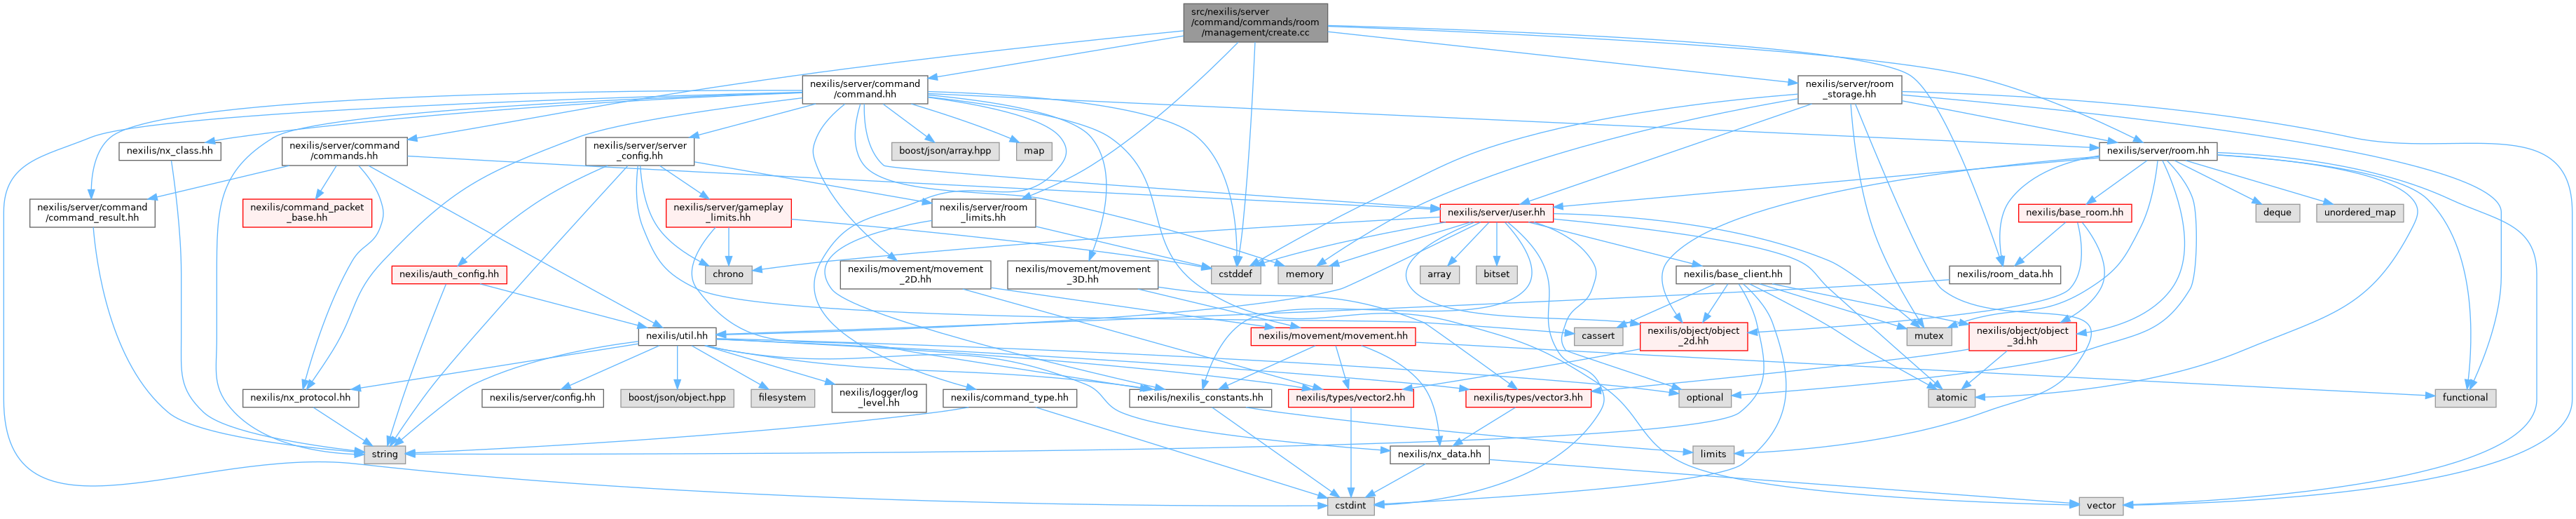 src/nexilis/server
/command/commands/room
/management/create.cc
nexilis/server/command
/command.hh
nexilis/server/room
_storage.hh
nexilis/nx_class.hh
nexilis/server/command
/commands.hh
nexilis/server/server
_config.hh
boost/json/array.hpp
map
nexilis/server/room.hh
nexilis/server/command
/command_result.hh
nexilis/command_packet
_base.hh
nexilis/server/gameplay
_limits.hh
nexilis/server/room
_limits.hh
nexilis/server/user.hh
nexilis/base_room.hh
deque
unordered_map
nexilis/auth_config.hh
chrono
nexilis/movement/movement
_2D.hh
nexilis/movement/movement
_3D.hh
cstddef
memory
array
bitset
nexilis/base_client.hh
nexilis/room_data.hh
nexilis/util.hh
nexilis/movement/movement.hh
cassert
nexilis/object/object
_2d.hh
mutex
nexilis/object/object
_3d.hh
nexilis/nx_protocol.hh
nexilis/server/config.hh
boost/json/object.hpp
filesystem
nexilis/logger/log
_level.hh
nexilis/command_type.hh
nexilis/nexilis_constants.hh
nexilis/types/vector2.hh
nexilis/types/vector3.hh
optional
atomic
functional
string
nexilis/nx_data.hh
limits
cstdint
vector